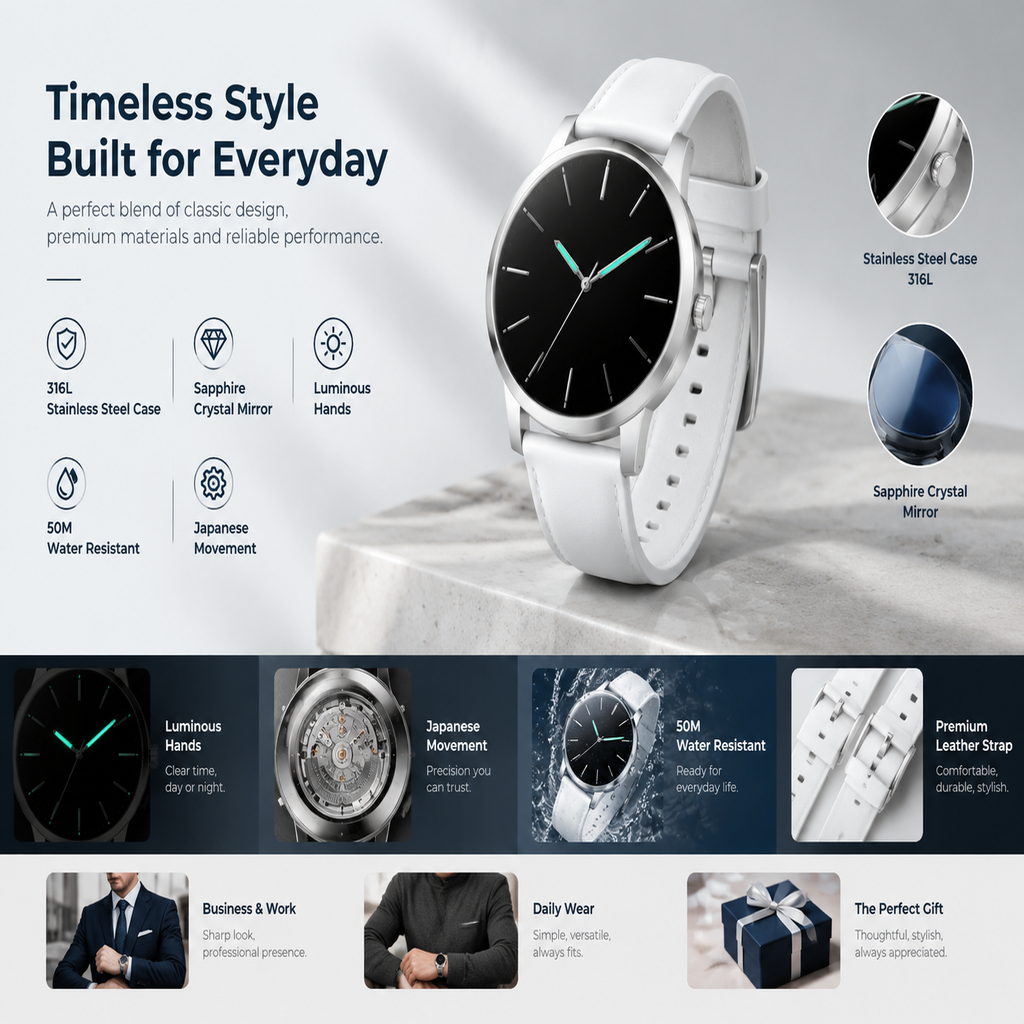 Timeless Style
Built for Everyday
A perfect blend of classic design,
premium materials and reliable performance.
316L
Stainless Steel Case
Sapphire
Crystal Mirror
Luminous
Hands
50M
Water Resistant
Japanese
Movement
Stainless Steel Case
316L
Sapphire Crystal
Mirror
Luminous
Hands
Clear time,
day or night.
Japanese
Movement
Precision you
can trust.
50M
Water Resistant
Ready for
everyday life.
Premium
Leather Strap
Comfortable,
durable, stylish.
Business & Work
Sharp look,
professional presence.
Daily Wear
Simple, versatile,
always fits.
The Perfect Gift
Thoughtful, stylish,
always appreciated.